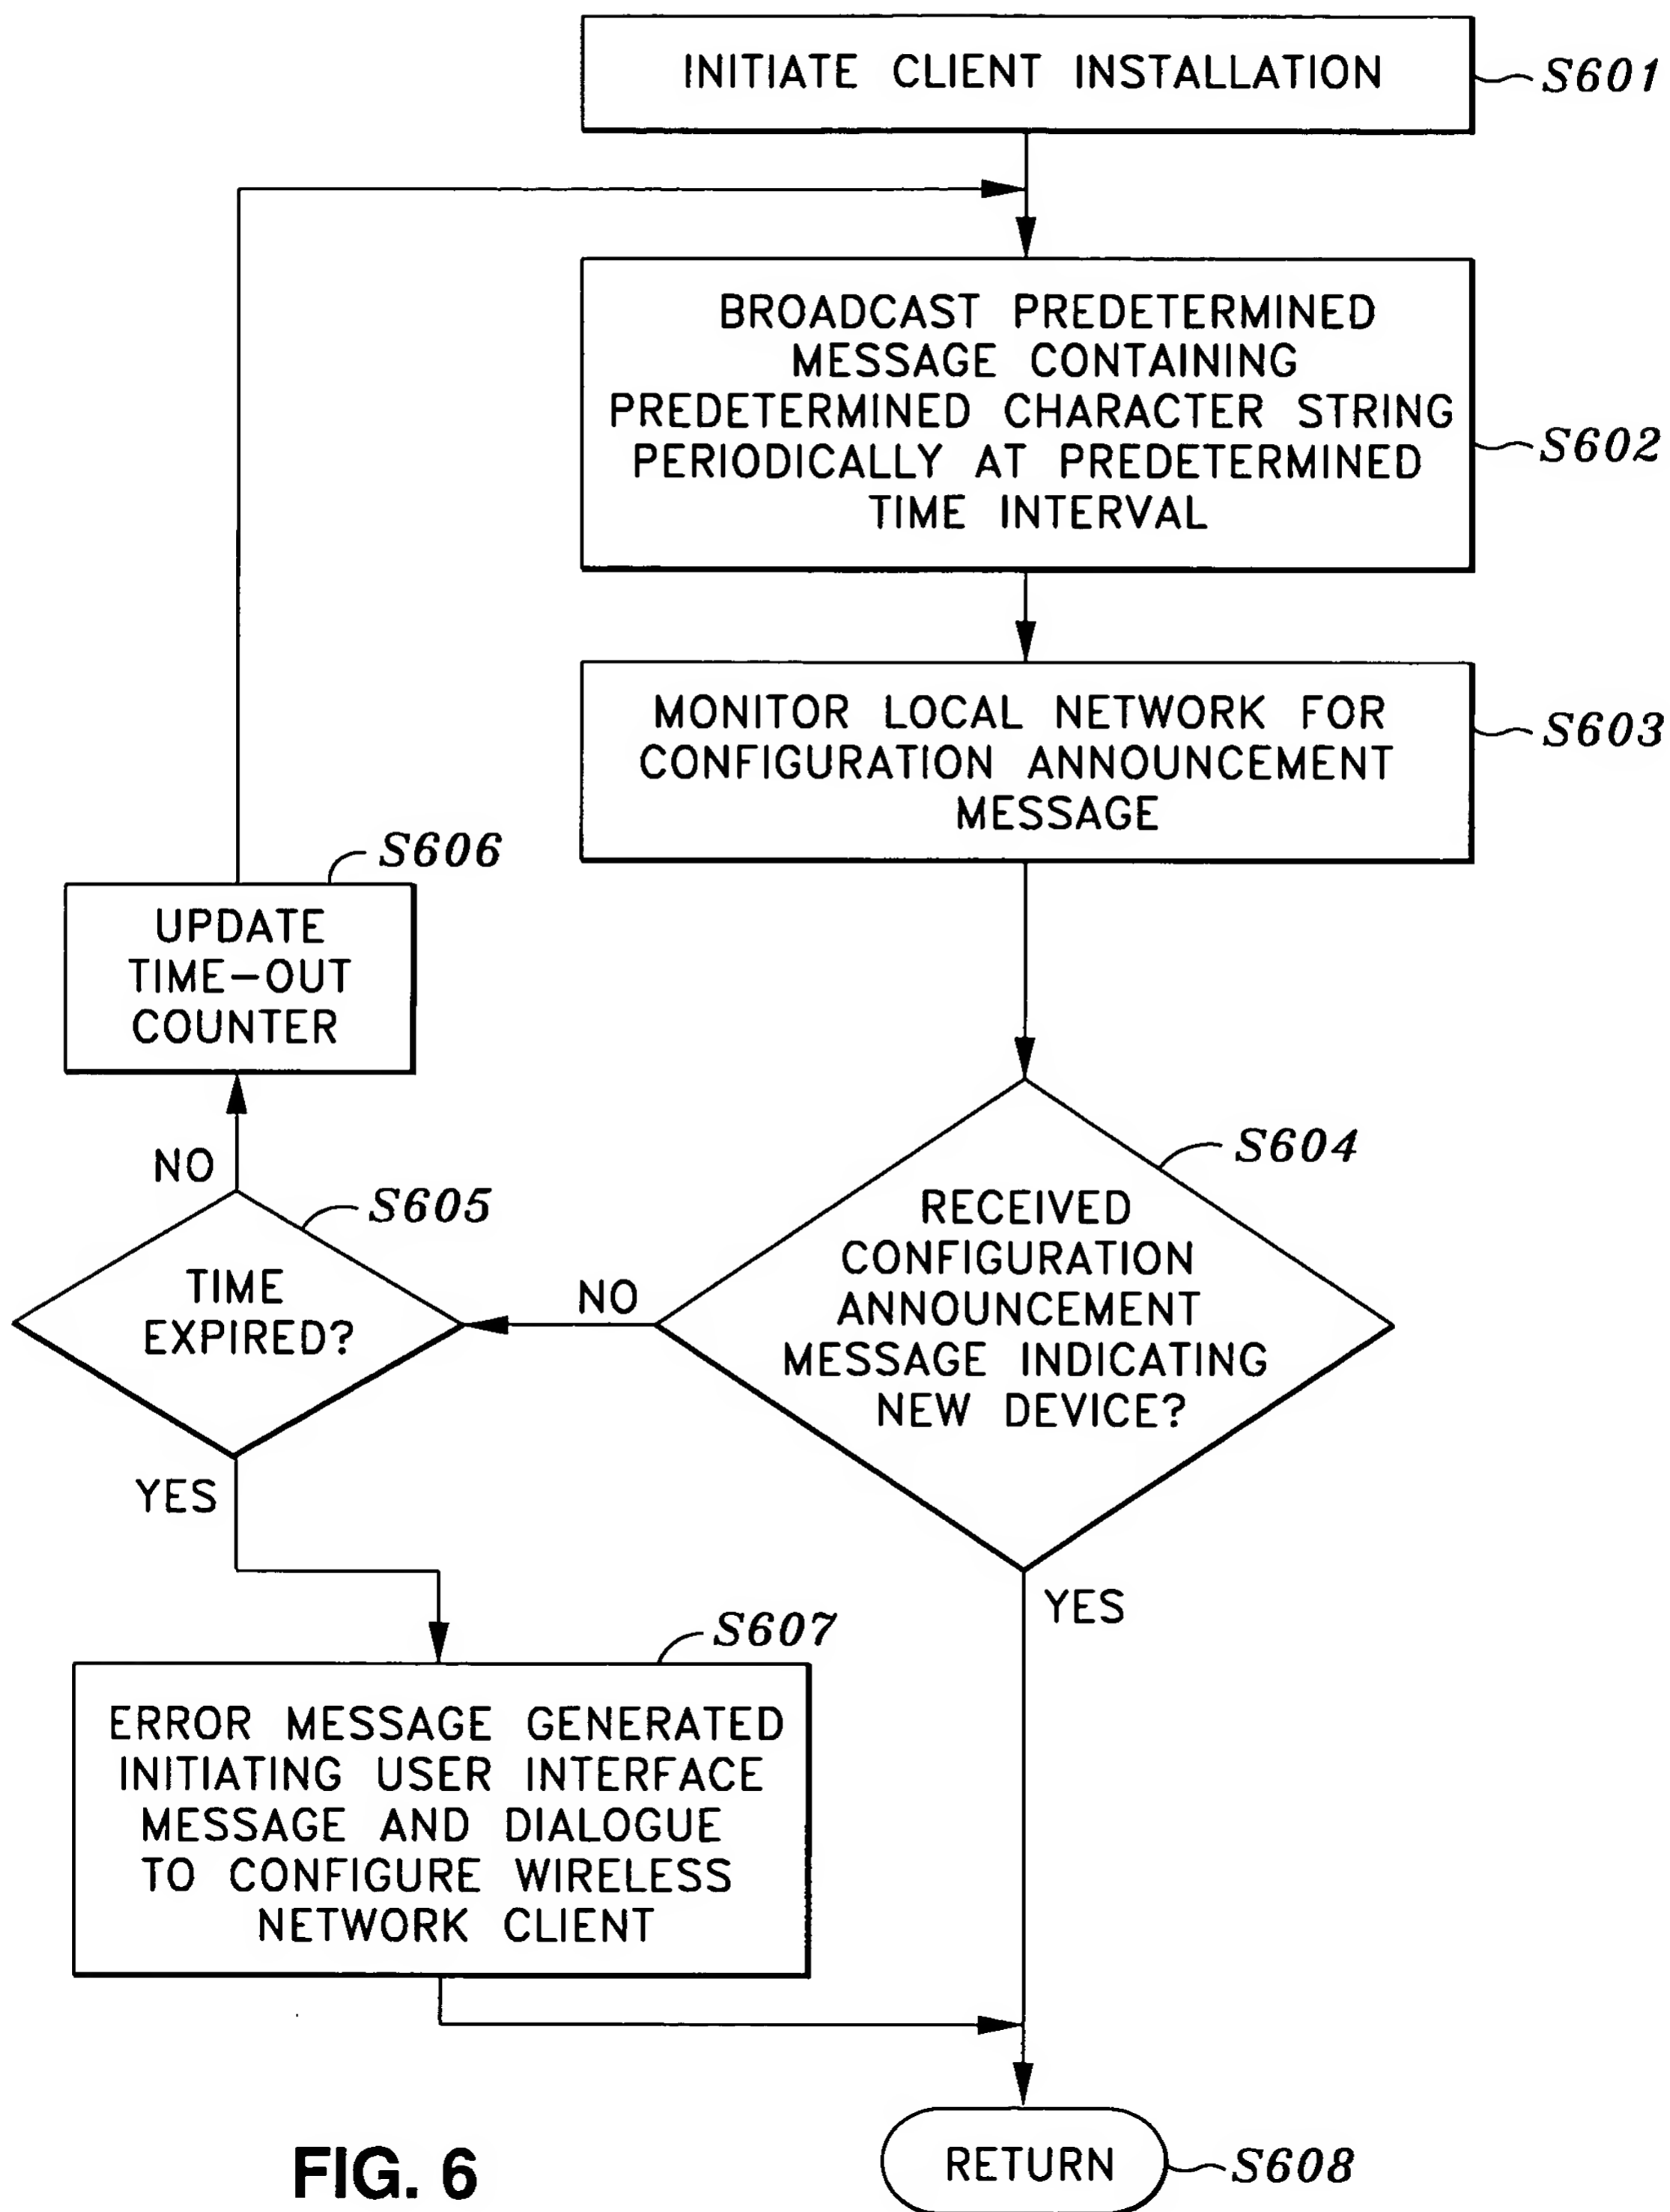 INITIATE CLIENT INSTALLATION
S601
BROADCAST PREDETERMINED
MESSAGE CONTAINING
PREDETERMINED CHARACTER STRING
PERIODICALLY AT PREDETERMINED
TIME INTERVAL
S602
MONITOR LOCAL NETWORK FOR
CONFIGURATION ANNOUNCEMENT
MESSAGE
S603
S606
UPDATE
TIME-OUT
COUNTER
NO
S605
TIME
EXPIRED?
NO
S604
RECEIVED
CONFIGURATION
ANNOUNCEMENT
MESSAGE INDICATING
NEW DEVICE?
YES
YES
S607
ERROR MESSAGE GENERATED
INITIATING USER INTERFACE
MESSAGE AND DIALOGUE
TO CONFIGURE WIRELESS
NETWORK CLIENT
RETURN
S608
FIG. 6